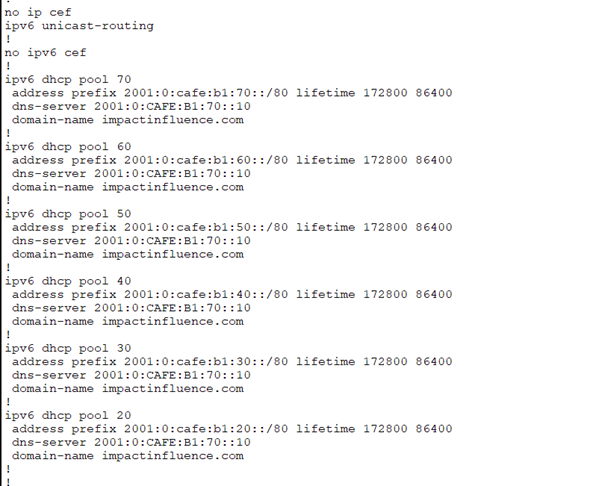 !
no ip cef
ipv6 unicast-routing
!
no ipv6 cef
!
ipv6 dhcp pool 70
 address prefix 2001:0:cafe:b1:70::/80 lifetime 172800 86400
 dns-server 2001:0:CAFE:B1:70::10
 domain-name impactinfluence.com
!
ipv6 dhcp pool 60
 address prefix 2001:0:cafe:b1:60::/80 lifetime 172800 86400
 dns-server 2001:0:CAFE:B1:70::10
 domain-name impactinfluence.com
!
ipv6 dhcp pool 50
 address prefix 2001:0:cafe:b1:50::/80 lifetime 172800 86400
 dns-server 2001:0:CAFE:B1:70::10
 domain-name impactinfluence.com
!
ipv6 dhcp pool 40
 address prefix 2001:0:cafe:b1:40::/80 lifetime 172800 86400
 dns-server 2001:0:CAFE:B1:70::10
 domain-name impactinfluence.com
!
ipv6 dhcp pool 30
 address prefix 2001:0:cafe:b1:30::/80 lifetime 172800 86400
 dns-server 2001:0:CAFE:B1:70::10
 domain-name impactinfluence.com
!
ipv6 dhcp pool 20
 address prefix 2001:0:cafe:b1:20::/80 lifetime 172800 86400
 dns-server 2001:0:CAFE:B1:70::10
 domain-name impactinfluence.com
!
!